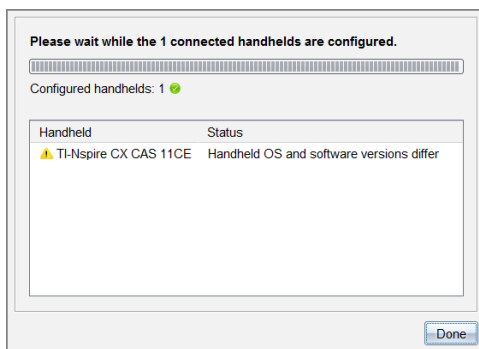 Please wait while the 1 connected handhelds are configured.
Configured handhelds: 1
Handheld Status
TI-Nspire CX CAS 11CE Handheld OS and software versions differ
Done